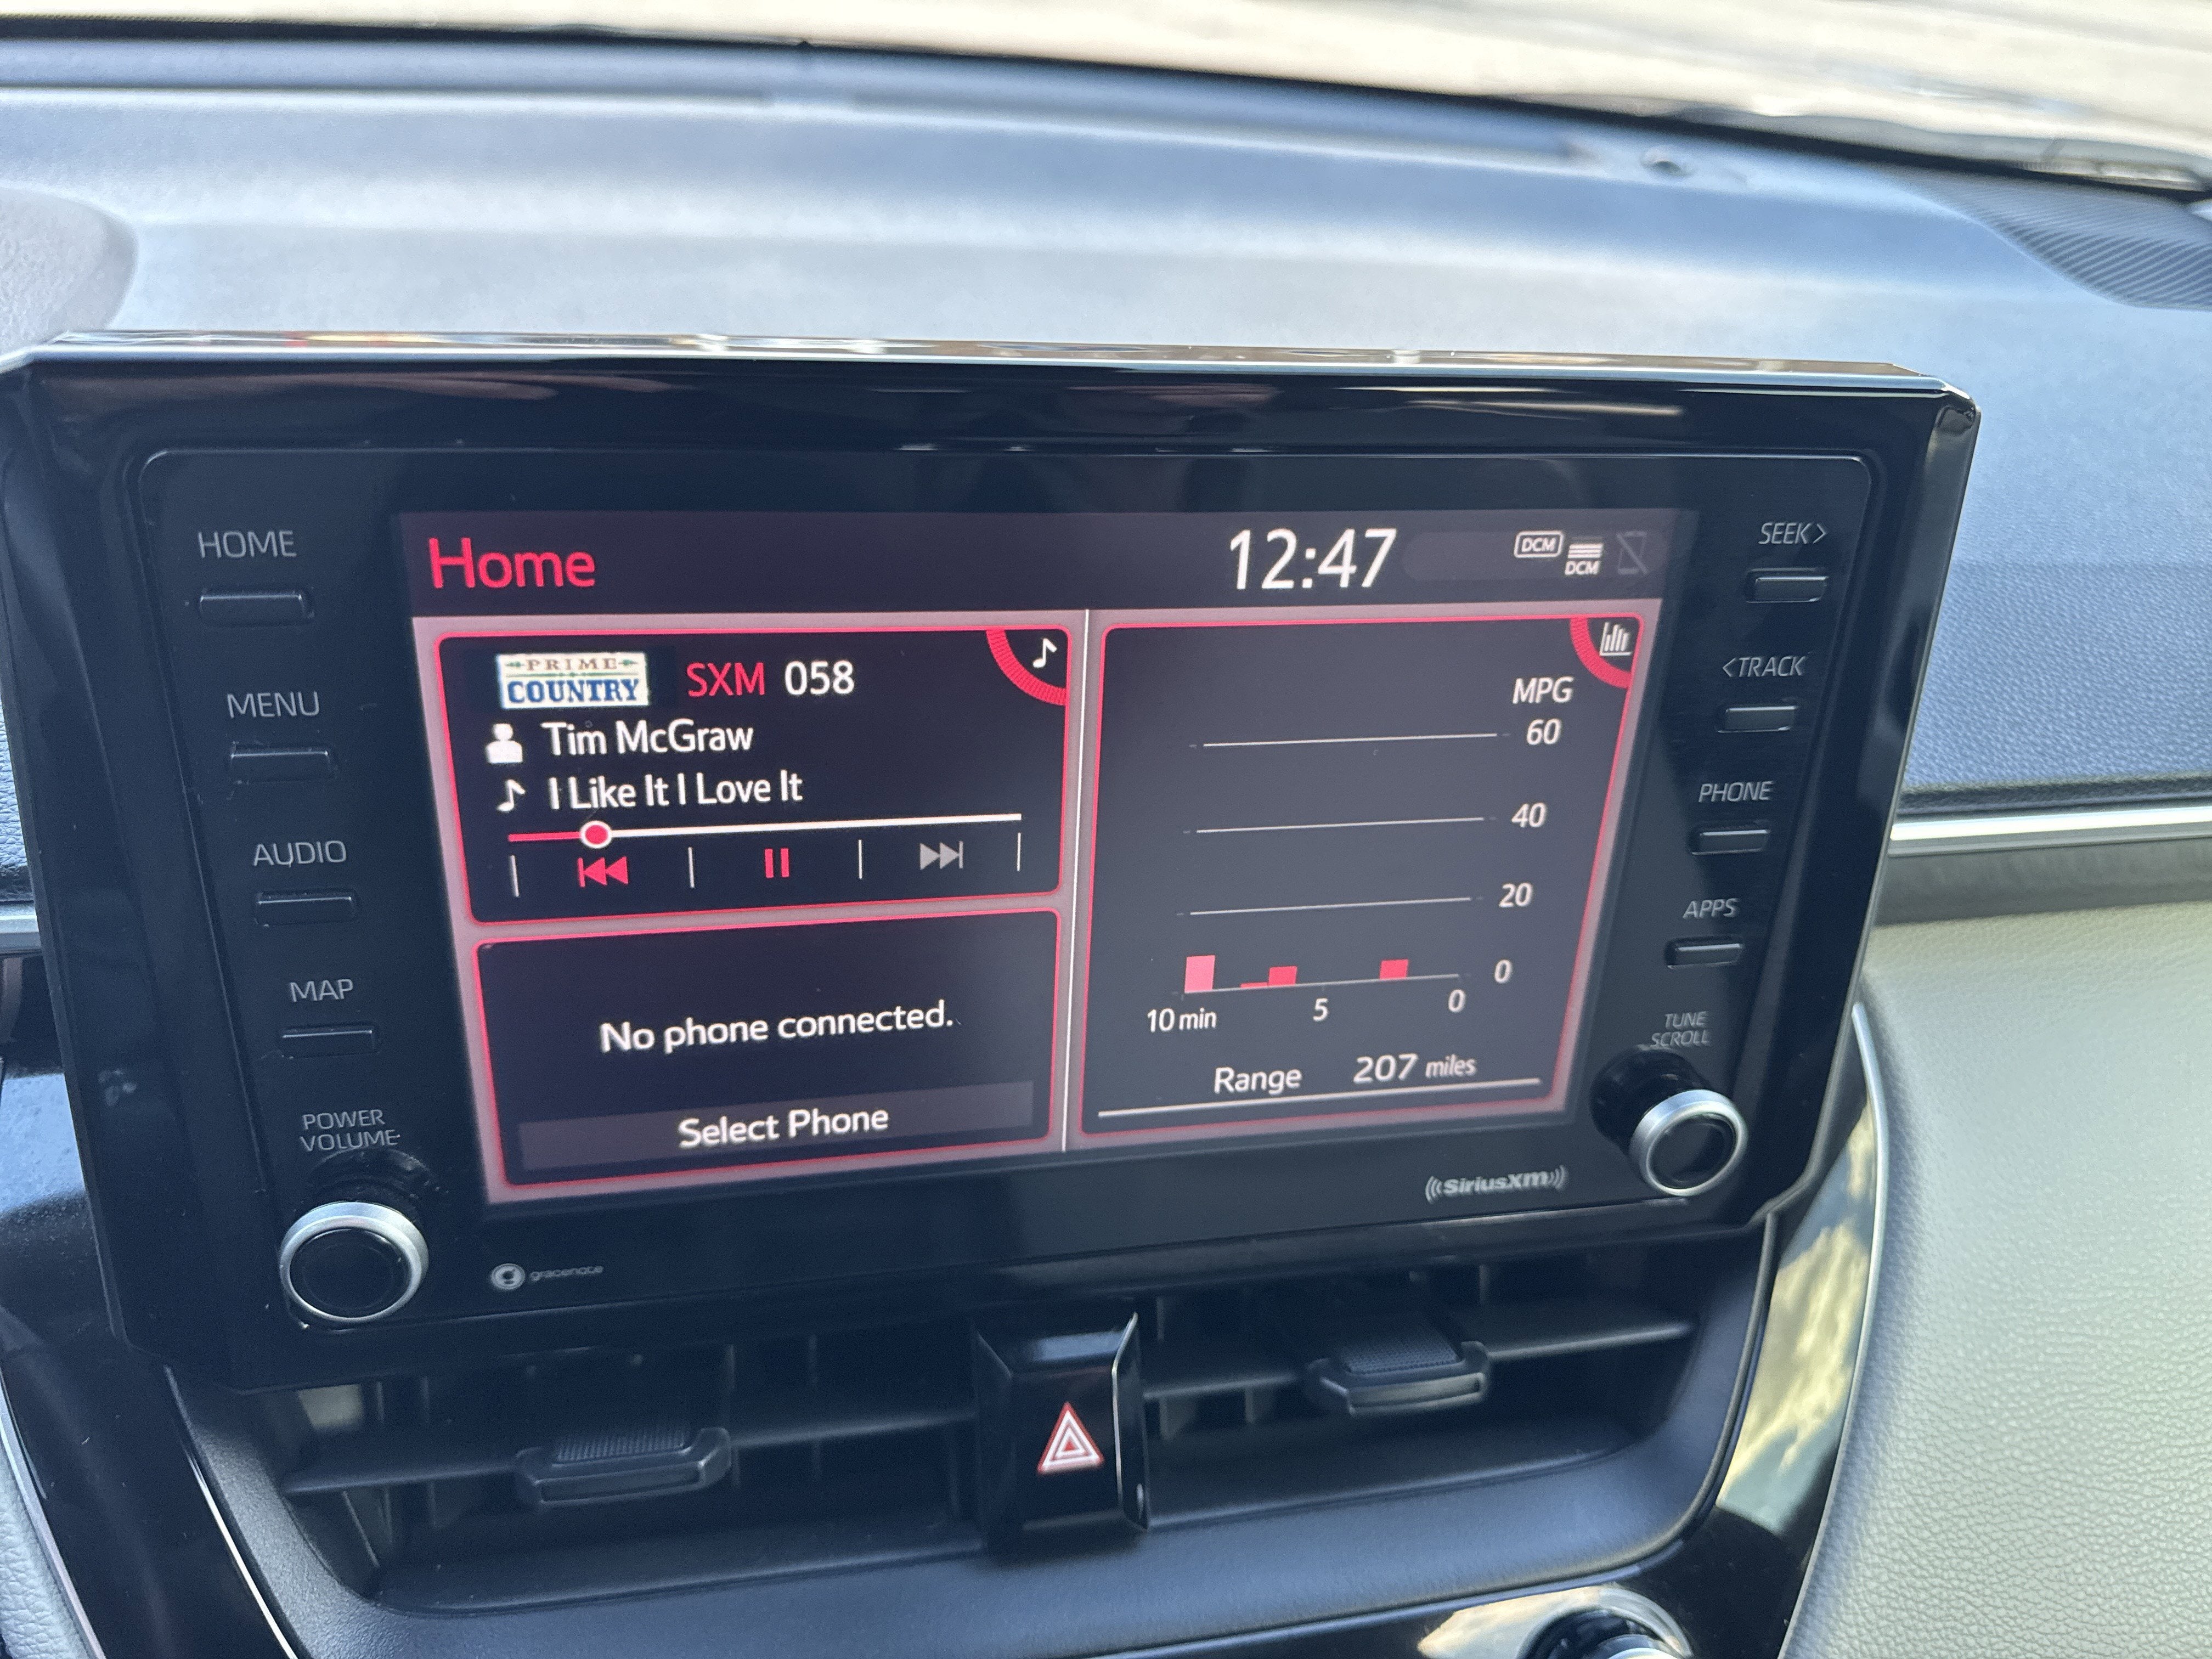 HOME
MENU
AUDIO
MAP
POWER
VOLUME
Home
12:47
DCM
DCM
PRIME
COUNTRY
SXM 058
Tim McGraw
I Like It I Love It
No phone connected.
Select Phone
MPG
60
40
20
0
10 min
5
0
Range 207 miles
SEEK >
< TRACK
PHONE
APPS
TUNE
SCROLL
gracenote
((SiriusXM))